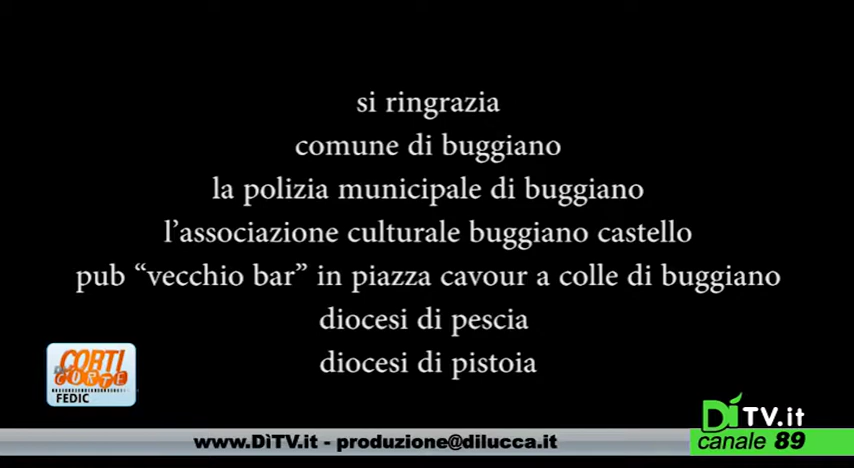 si ringrazia
comune di buggiano
la polizia municipale di buggiano
l'associazione culturale buggiano castello
pub “vecchio bar” in piazza cavour a colle di buggiano
diocesi di pescia
diocesi di pistoia
CORTI
CORTE
FEDIC
DìTV.it
www.DìTV.it - produzione@dilucca.it
canale 89